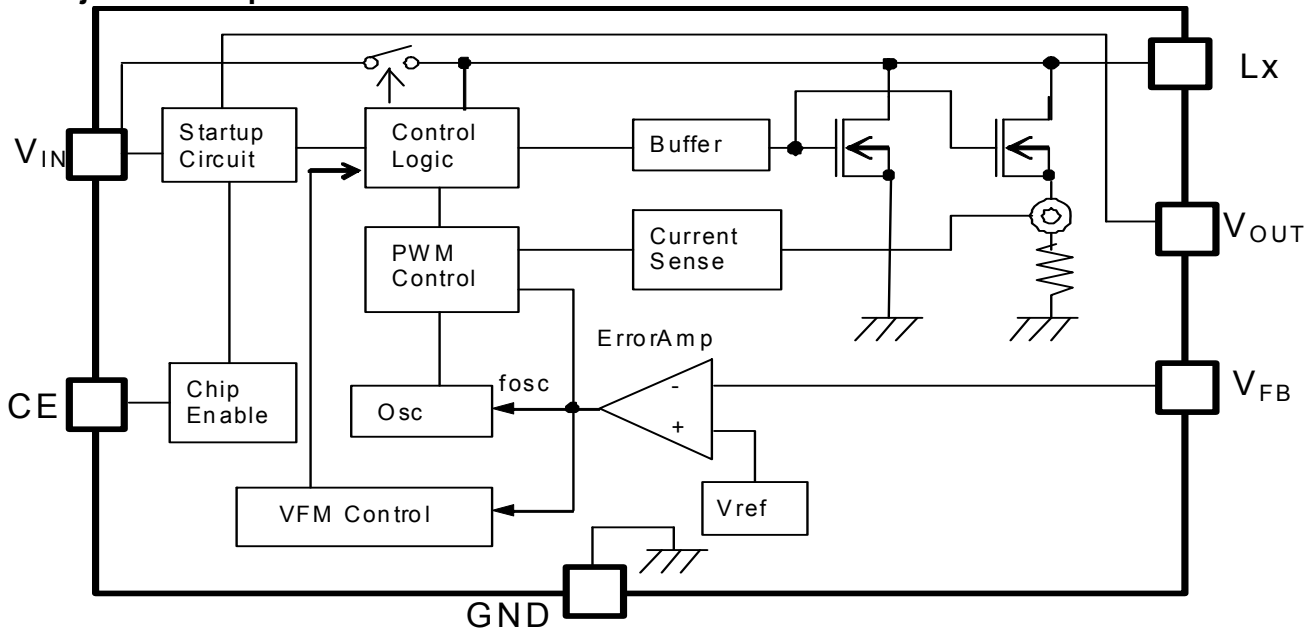 Lx
Startup
Circuit
Control
Logic
Buffer
VIN
PWM
Control
Current
Sense
VOUT
ErrorAmp
CE
Chip
Enable
Osc
fosc
-
+
VFB
VFM Control
Vref
GND